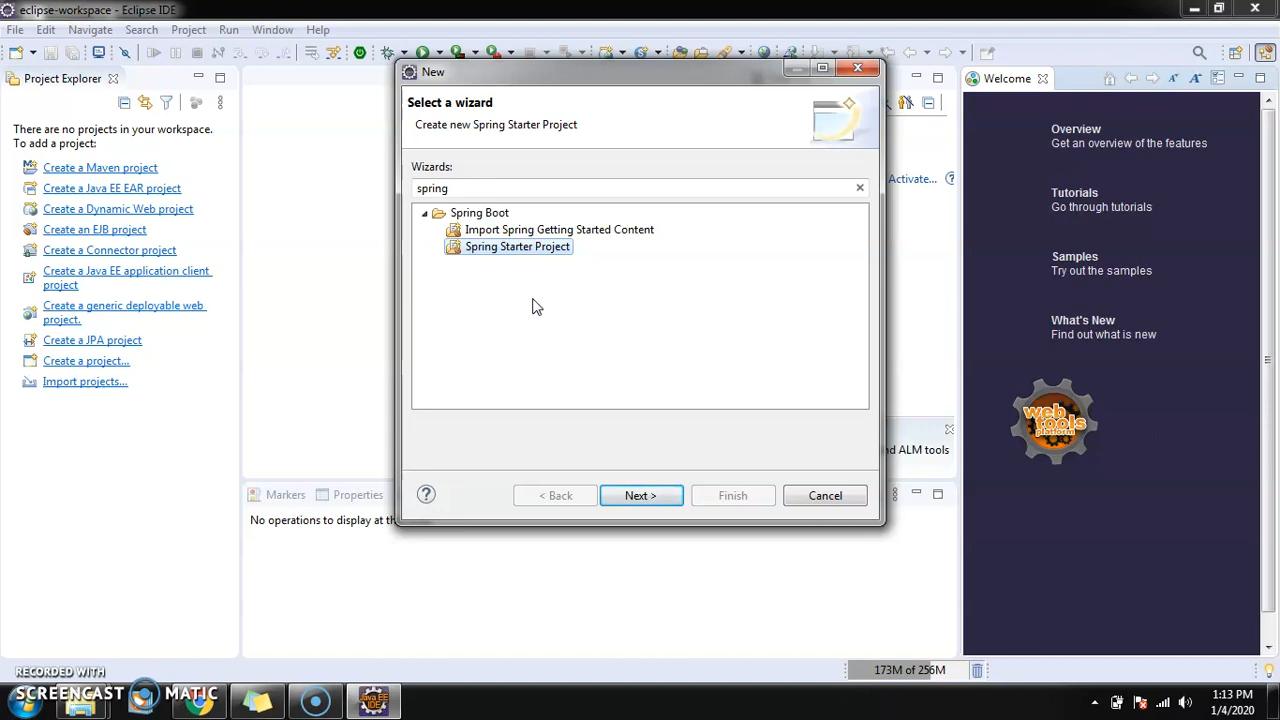 eclipse-workspace - Eclipse IDE
File Edit Navigate Search Project Run Window Help
Project Explorer
There are no projects in your workspace.
To add a project:
Create a Maven project
Create a Java EE EAR project
Create a Dynamic Web project
Create an EJB project
Create a Connector project
Create a Java EE application client
project
Create a generic deployable web
project.
Create a JPA project
Create a project...
Import projects...
New
Select a wizard
Create new Spring Starter Project
Wizards:
spring
Spring Boot
Import Spring Getting Started Content
Spring Starter Project
< Back
Next >
Finish
Cancel
Activate...
ALM tools
Markers
Properties
No operations to display at
Welcome
Overview
Get an overview of the features
Tutorials
Go through tutorials
Samples
Try out the samples
What's New
Find out what is new
web
tools
platform
173M of 256M
RECORDED WITH
SCREENCAST MATIC
Java EE
IDE
1:13 PM
1/4/2020